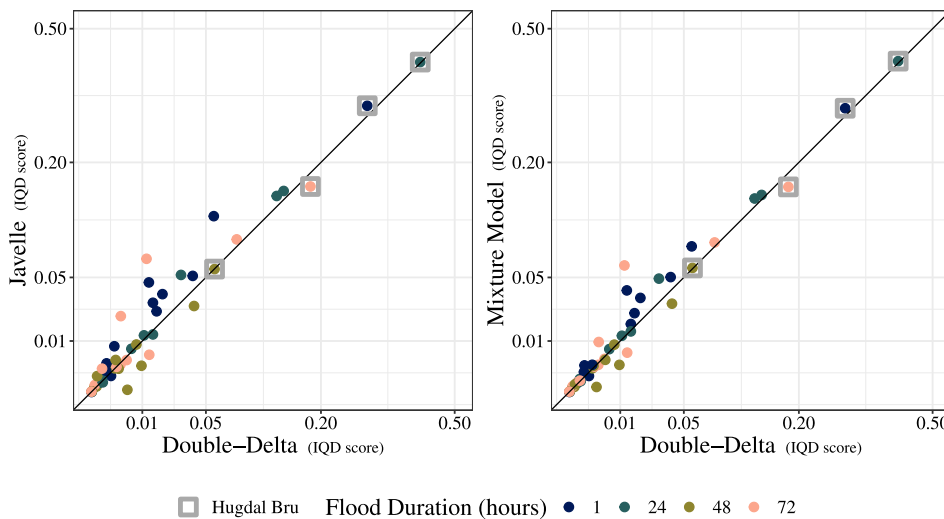 0.50
0.20
0.05
0.01
Javelle (IQD score)
0.01 0.05 0.20 0.50
Double−Delta (IQD score)
0.50
0.20
0.05
0.01
Mixture Model (IQD score)
0.01 0.05 0.20 0.50
Double−Delta (IQD score)
Hugdal Bru Flood Duration (hours) 1 24 48 72